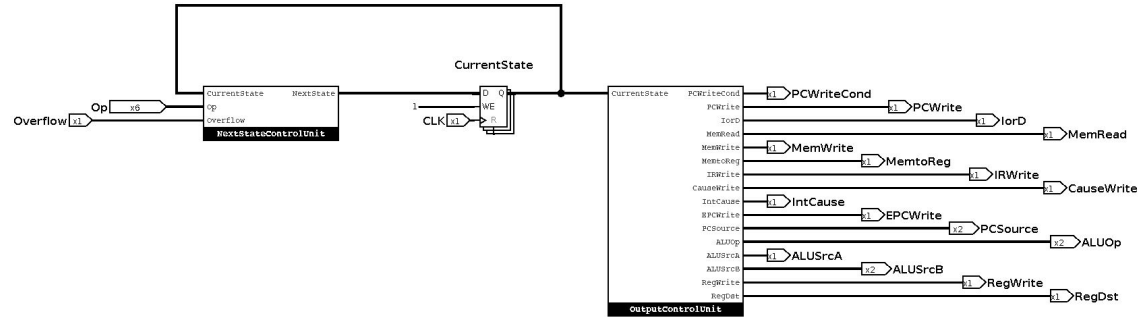 CurrentState
CurrentState NextState
Op
Overflow
NextStateControlUnit
Op x6
Overflow x1
D Q
WE
R
1
CLK x1
CurrentState
PCWriteCond x1 PCWriteCond
PCWrite x1 PCWrite
IorD x1 IorD
MemRead x1 MemRead
MemWrite x1 MemWrite
MemtoReg x1 MemtoReg
IRWrite x1 IRWrite
CauseWrite x1 CauseWrite
IntCause x1 IntCause
EPCWrite x1 EPCWrite
PCSource x2 PCSource
ALUOp x2 ALUOp
ALUSrcA x1 ALUSrcA
ALUSrcB x2 ALUSrcB
RegWrite x1 RegWrite
RegDst x1 RegDst
OutputControlUnit